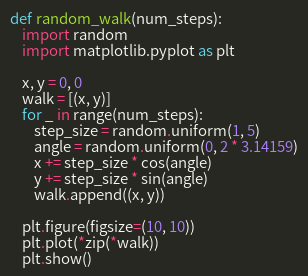 def random_walk(num_steps):
    import random
    import matplotlib.pyplot as plt

    x, y = 0, 0
    walk = [(x, y)]
    for _ in range(num_steps):
        step_size = random.uniform(1, 5)
        angle = random.uniform(0, 2 * 3.14159)
        x += step_size * cos(angle)
        y += step_size * sin(angle)
        walk.append((x, y))

    plt.figure(figsize=(10, 10))
    plt.plot(*zip(*walk))
    plt.show()